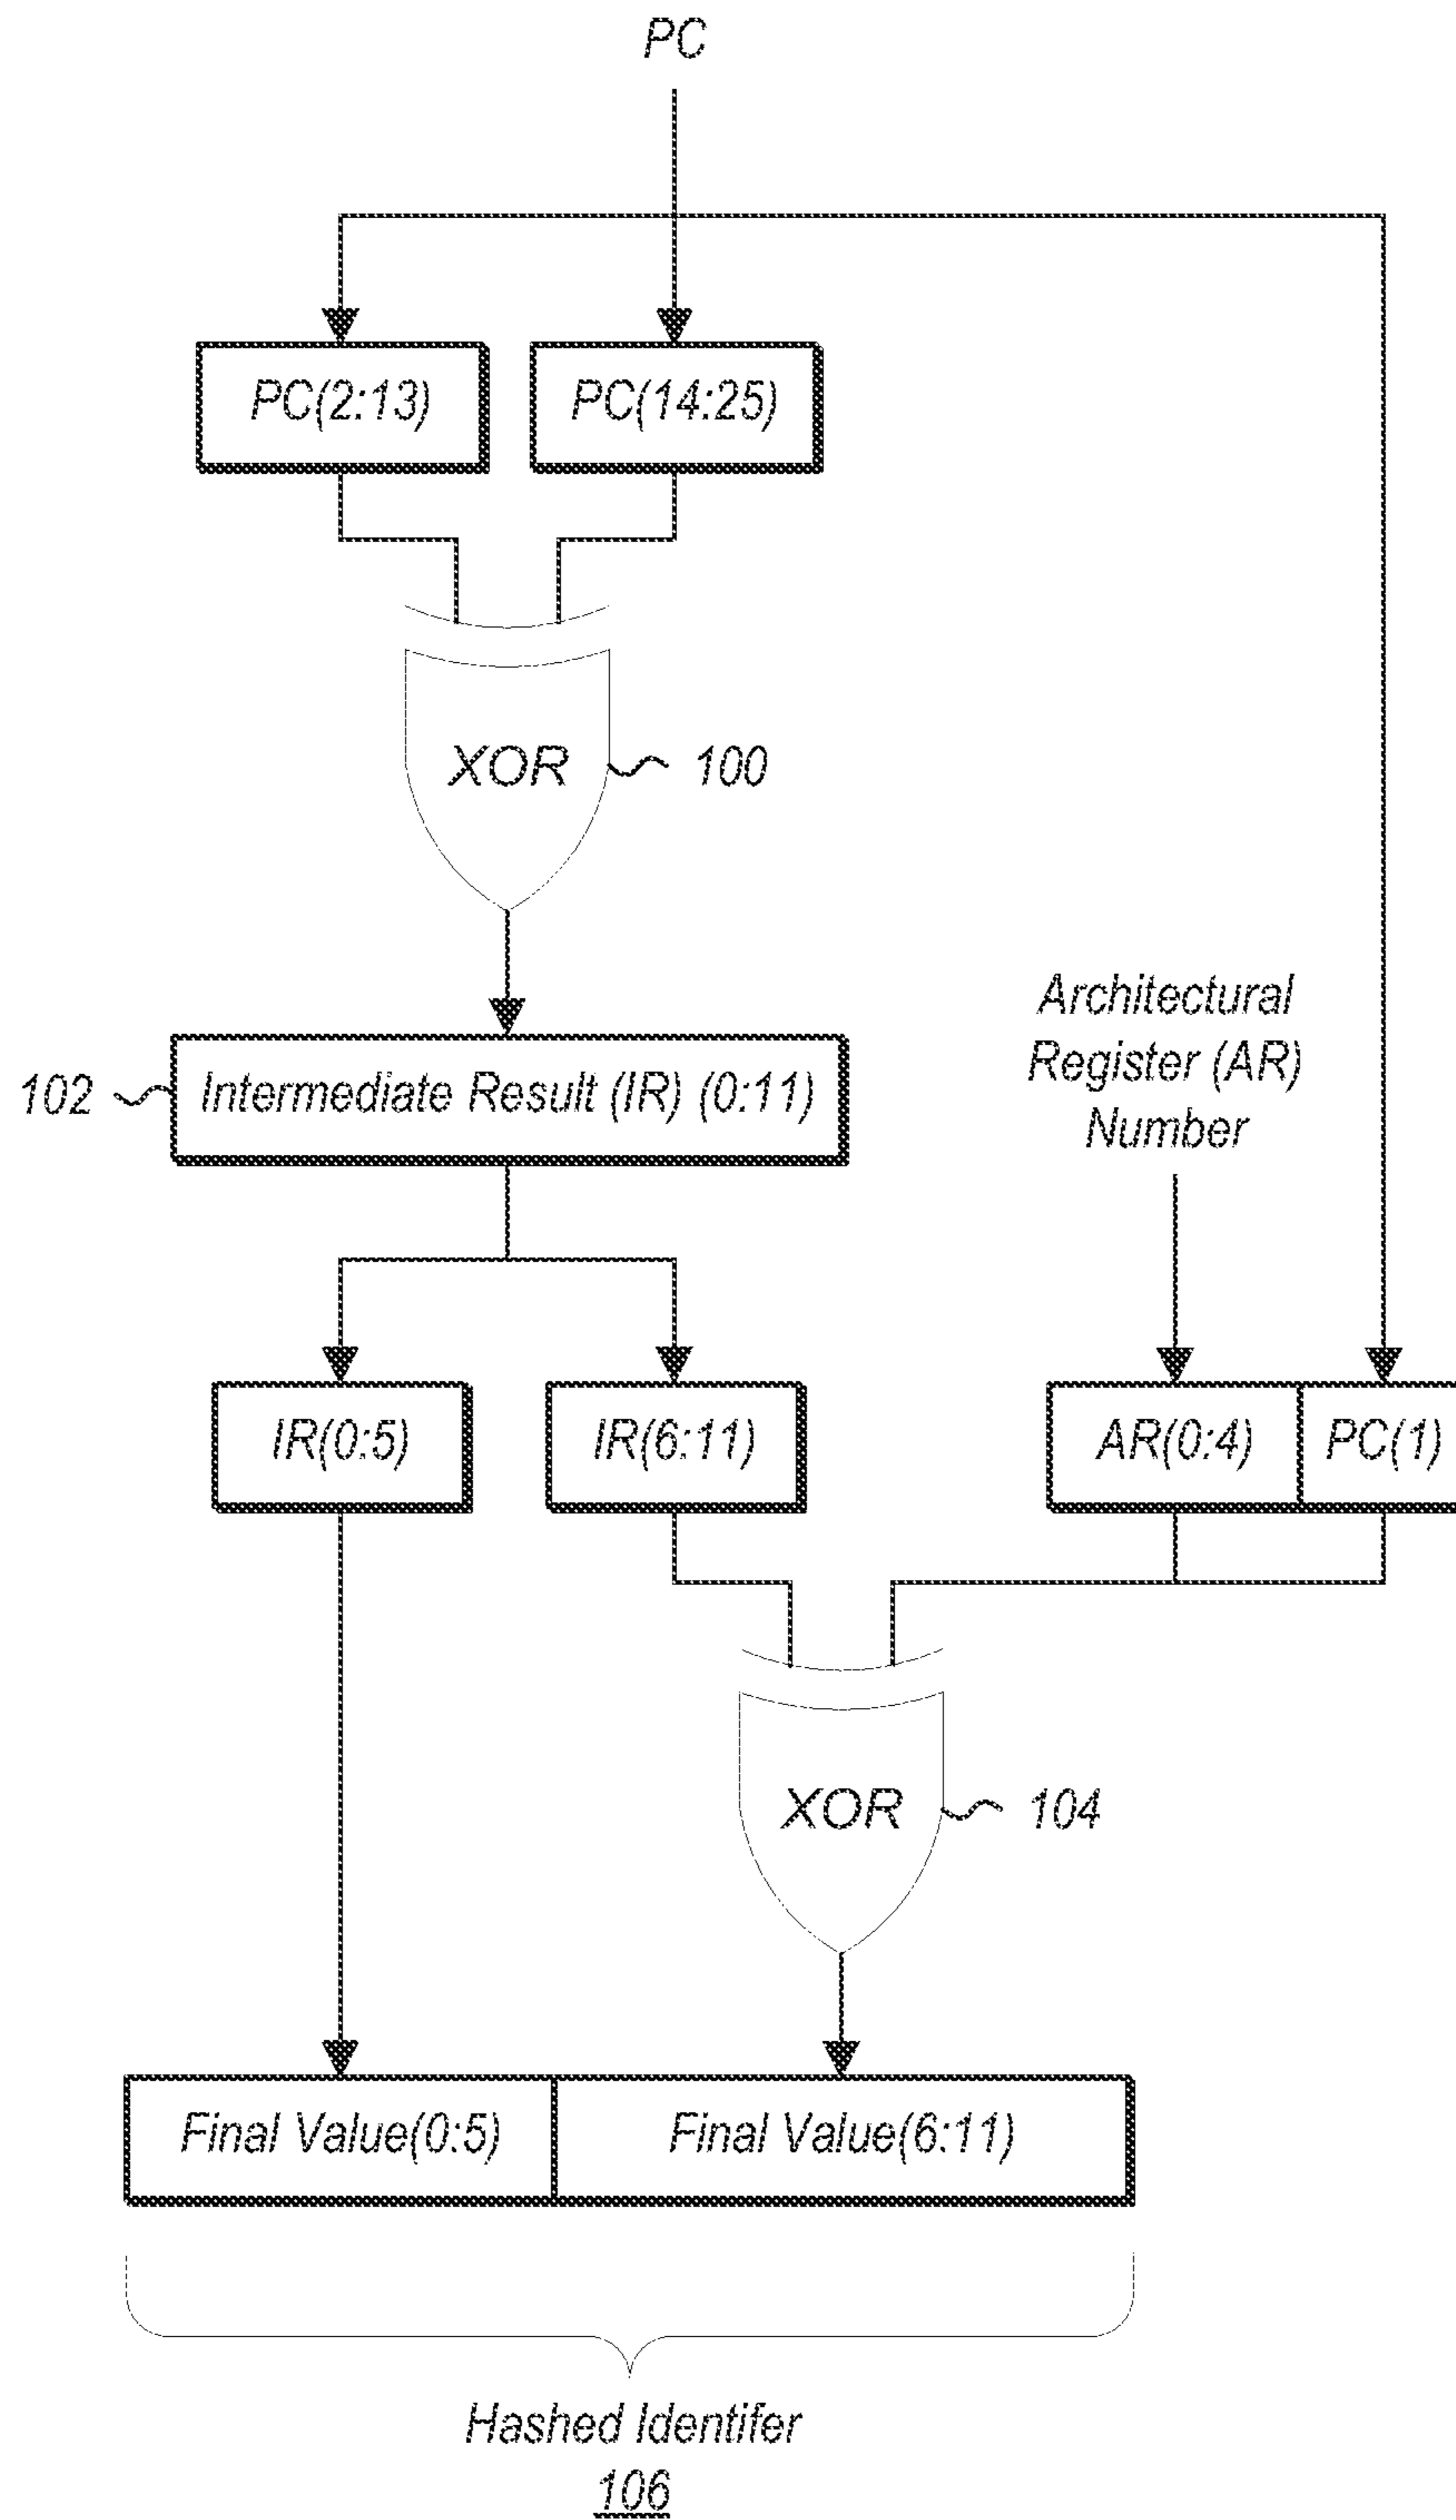 PC
PC(2:13)
PC(14:25)
XOR
100
Architectural
Register (AR)
Number
102
Intermediate Result (IR) (0:11)
IR(0:5)
IR(6:11)
AR(0:4)
PC(1)
XOR
104
Final Value(0:5)
Final Value(6:11)
Hashed Identifer
106